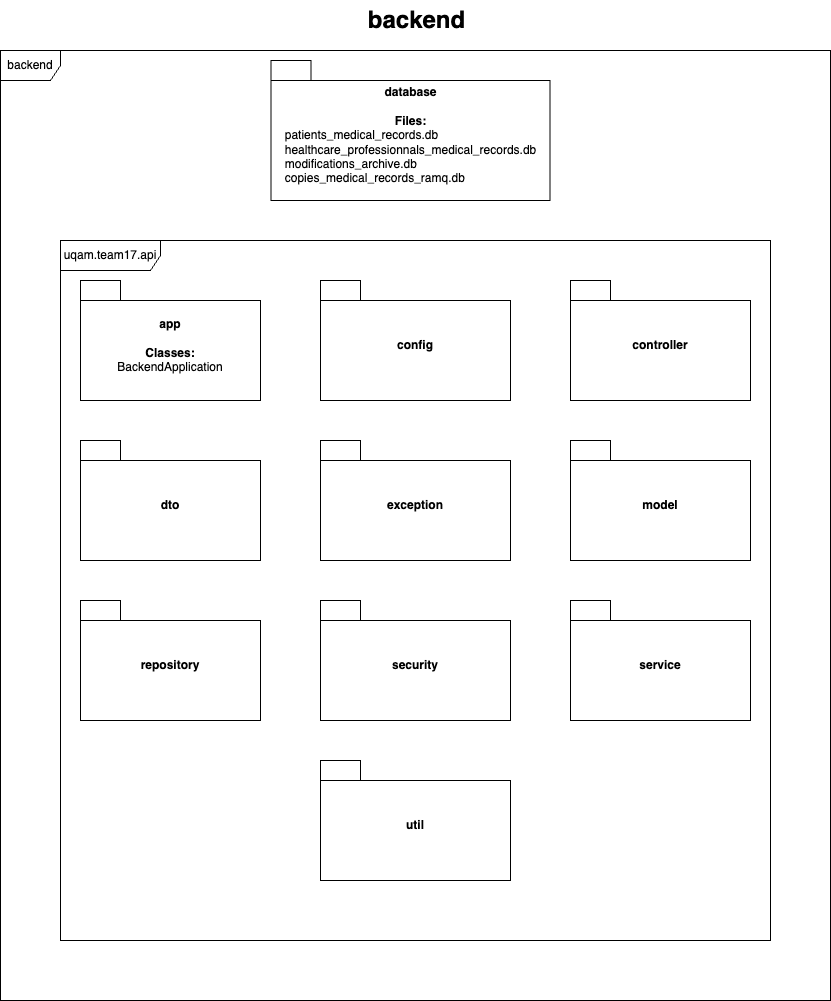 backend
backend
database
Files:
patients_medical_records.db
healthcare_professionnals_medical_records.db
modifications_archive.db
copies_medical_records_ramq.db
uqam.team17.api
app
Classes:
BackendApplication
config
controller
dto
exception
model
repository
security
service
util